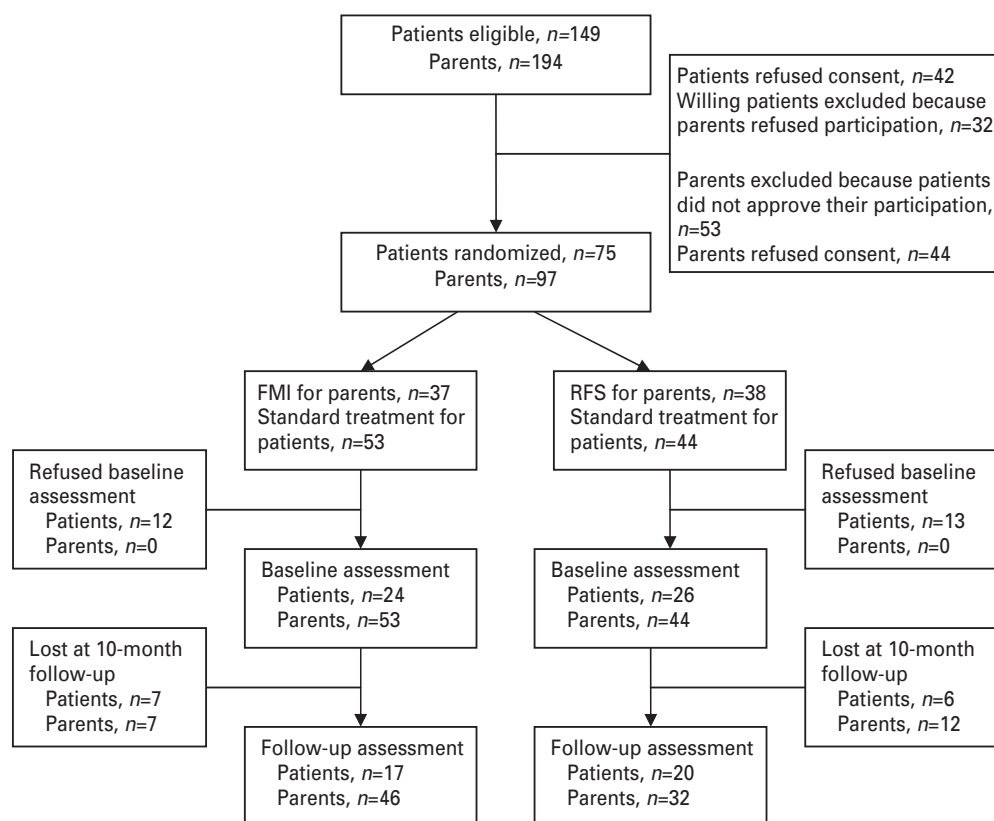 Patients eligible, n=149
Parents, n=194
Patients refused consent, n=42
Willing patients excluded because
parents refused participation, n=32
Parents excluded because patients
did not approve their participation,
n=53
Parents refused consent, n=44
Patients randomized, n=75
Parents, n=97
FMI for parents, n=37
Standard treatment for
patients, n=53
RFS for parents, n=38
Standard treatment for
patients, n=44
Refused baseline
assessment
Patients, n=12
Parents, n=0
Refused baseline
assessment
Patients, n=13
Parents, n=0
Baseline assessment
Patients, n=24
Parents, n=53
Baseline assessment
Patients, n=26
Parents, n=44
Lost at 10-month
follow-up
Patients, n=7
Parents, n=7
Lost at 10-month
follow-up
Patients, n=6
Parents, n=12
Follow-up assessment
Patients, n=17
Parents, n=46
Follow-up assessment
Patients, n=20
Parents, n=32